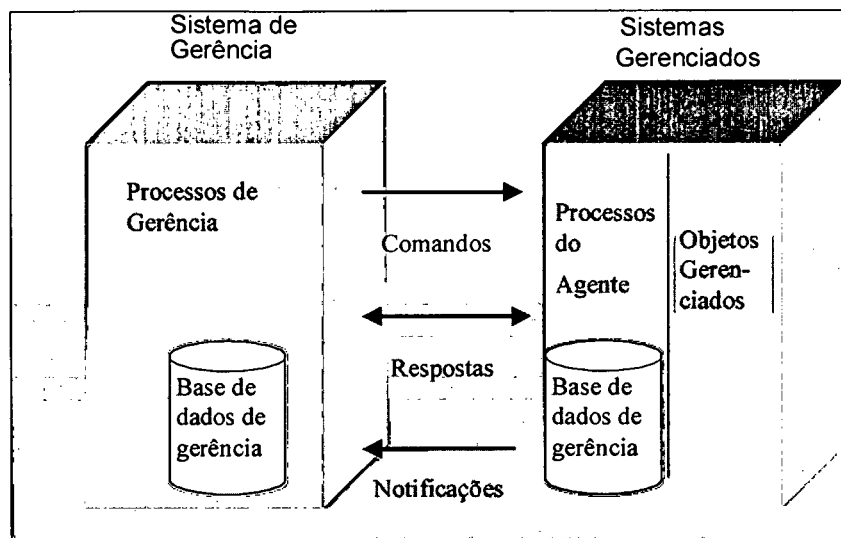 Sistema de
Gerência
Sistemas
Gerenciados
Processos de
Gerência
Comandos
Respostas
Notificações
Base de
dados de
gerência
Processos
do
Agente
Objetos
Geren-
ciados
Base de
dados de
gerência